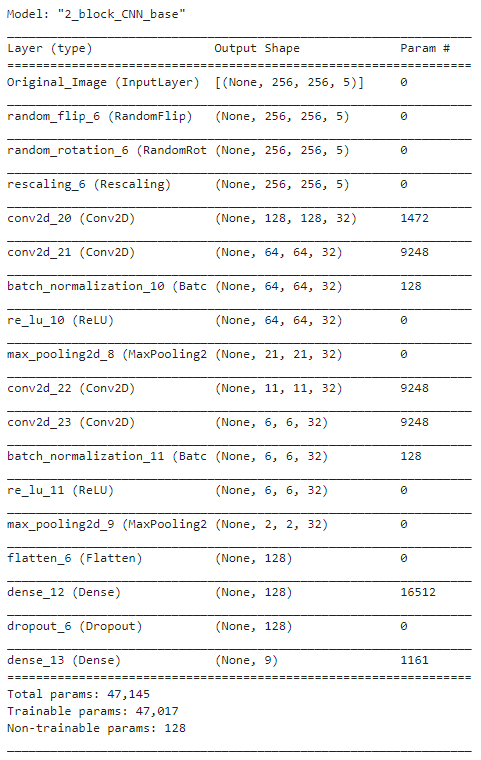 Model: "2_block_CNN_base"
Layer (type) Output Shape Param #
Original_Image (InputLayer) [(None, 256, 256, 5)] 0
random_flip_6 (RandomFlip) (None, 256, 256, 5) 0
random_rotation_6 (RandomRot (None, 256, 256, 5) 0
rescaling_6 (Rescaling) (None, 256, 256, 5) 0
conv2d_20 (Conv2D) (None, 128, 128, 32) 1472
conv2d_21 (Conv2D) (None, 64, 64, 32) 9248
batch_normalization_10 (Batc (None, 64, 64, 32) 128
re_lu_10 (ReLU) (None, 64, 64, 32) 0
max_pooling2d_8 (MaxPooling2 (None, 21, 21, 32) 0
conv2d_22 (Conv2D) (None, 11, 11, 32) 9248
conv2d_23 (Conv2D) (None, 6, 6, 32) 9248
batch_normalization_11 (Batc (None, 6, 6, 32) 128
re_lu_11 (ReLU) (None, 6, 6, 32) 0
max_pooling2d_9 (MaxPooling2 (None, 2, 2, 32) 0
flatten_6 (Flatten) (None, 128) 0
dense_12 (Dense) (None, 128) 16512
dropout_6 (Dropout) (None, 128) 0
dense_13 (Dense) (None, 9) 1161
Total params: 47,145
Trainable params: 47,017
Non-trainable params: 128